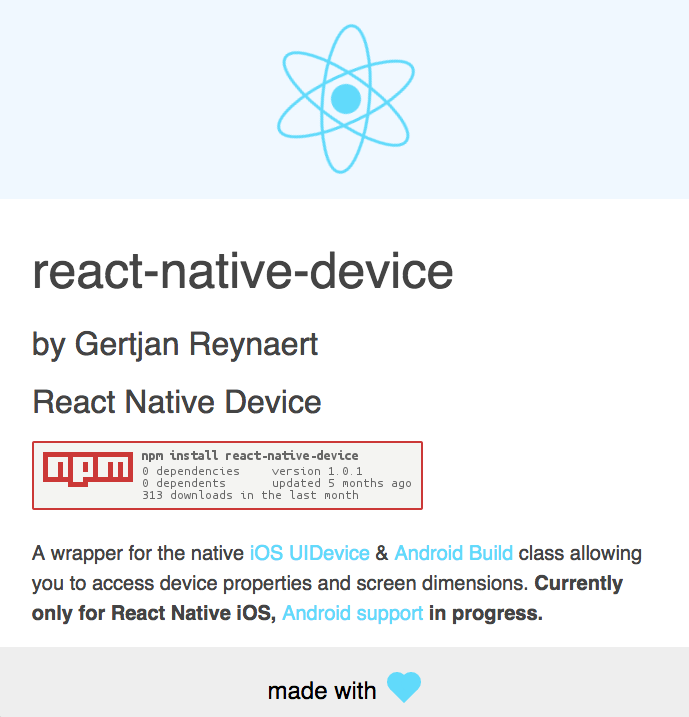 react-native-device
by Gertjan Reynaert
React Native Device
npm
npm install react-native-device
0 dependencies version 1.0.1
0 dependents updated 5 months ago
313 downloads in the last month
A wrapper for the native iOS UIDevice & Android Build class allowing
you to access device properties and screen dimensions. Currently
only for React Native iOS, Android support in progress.
made with